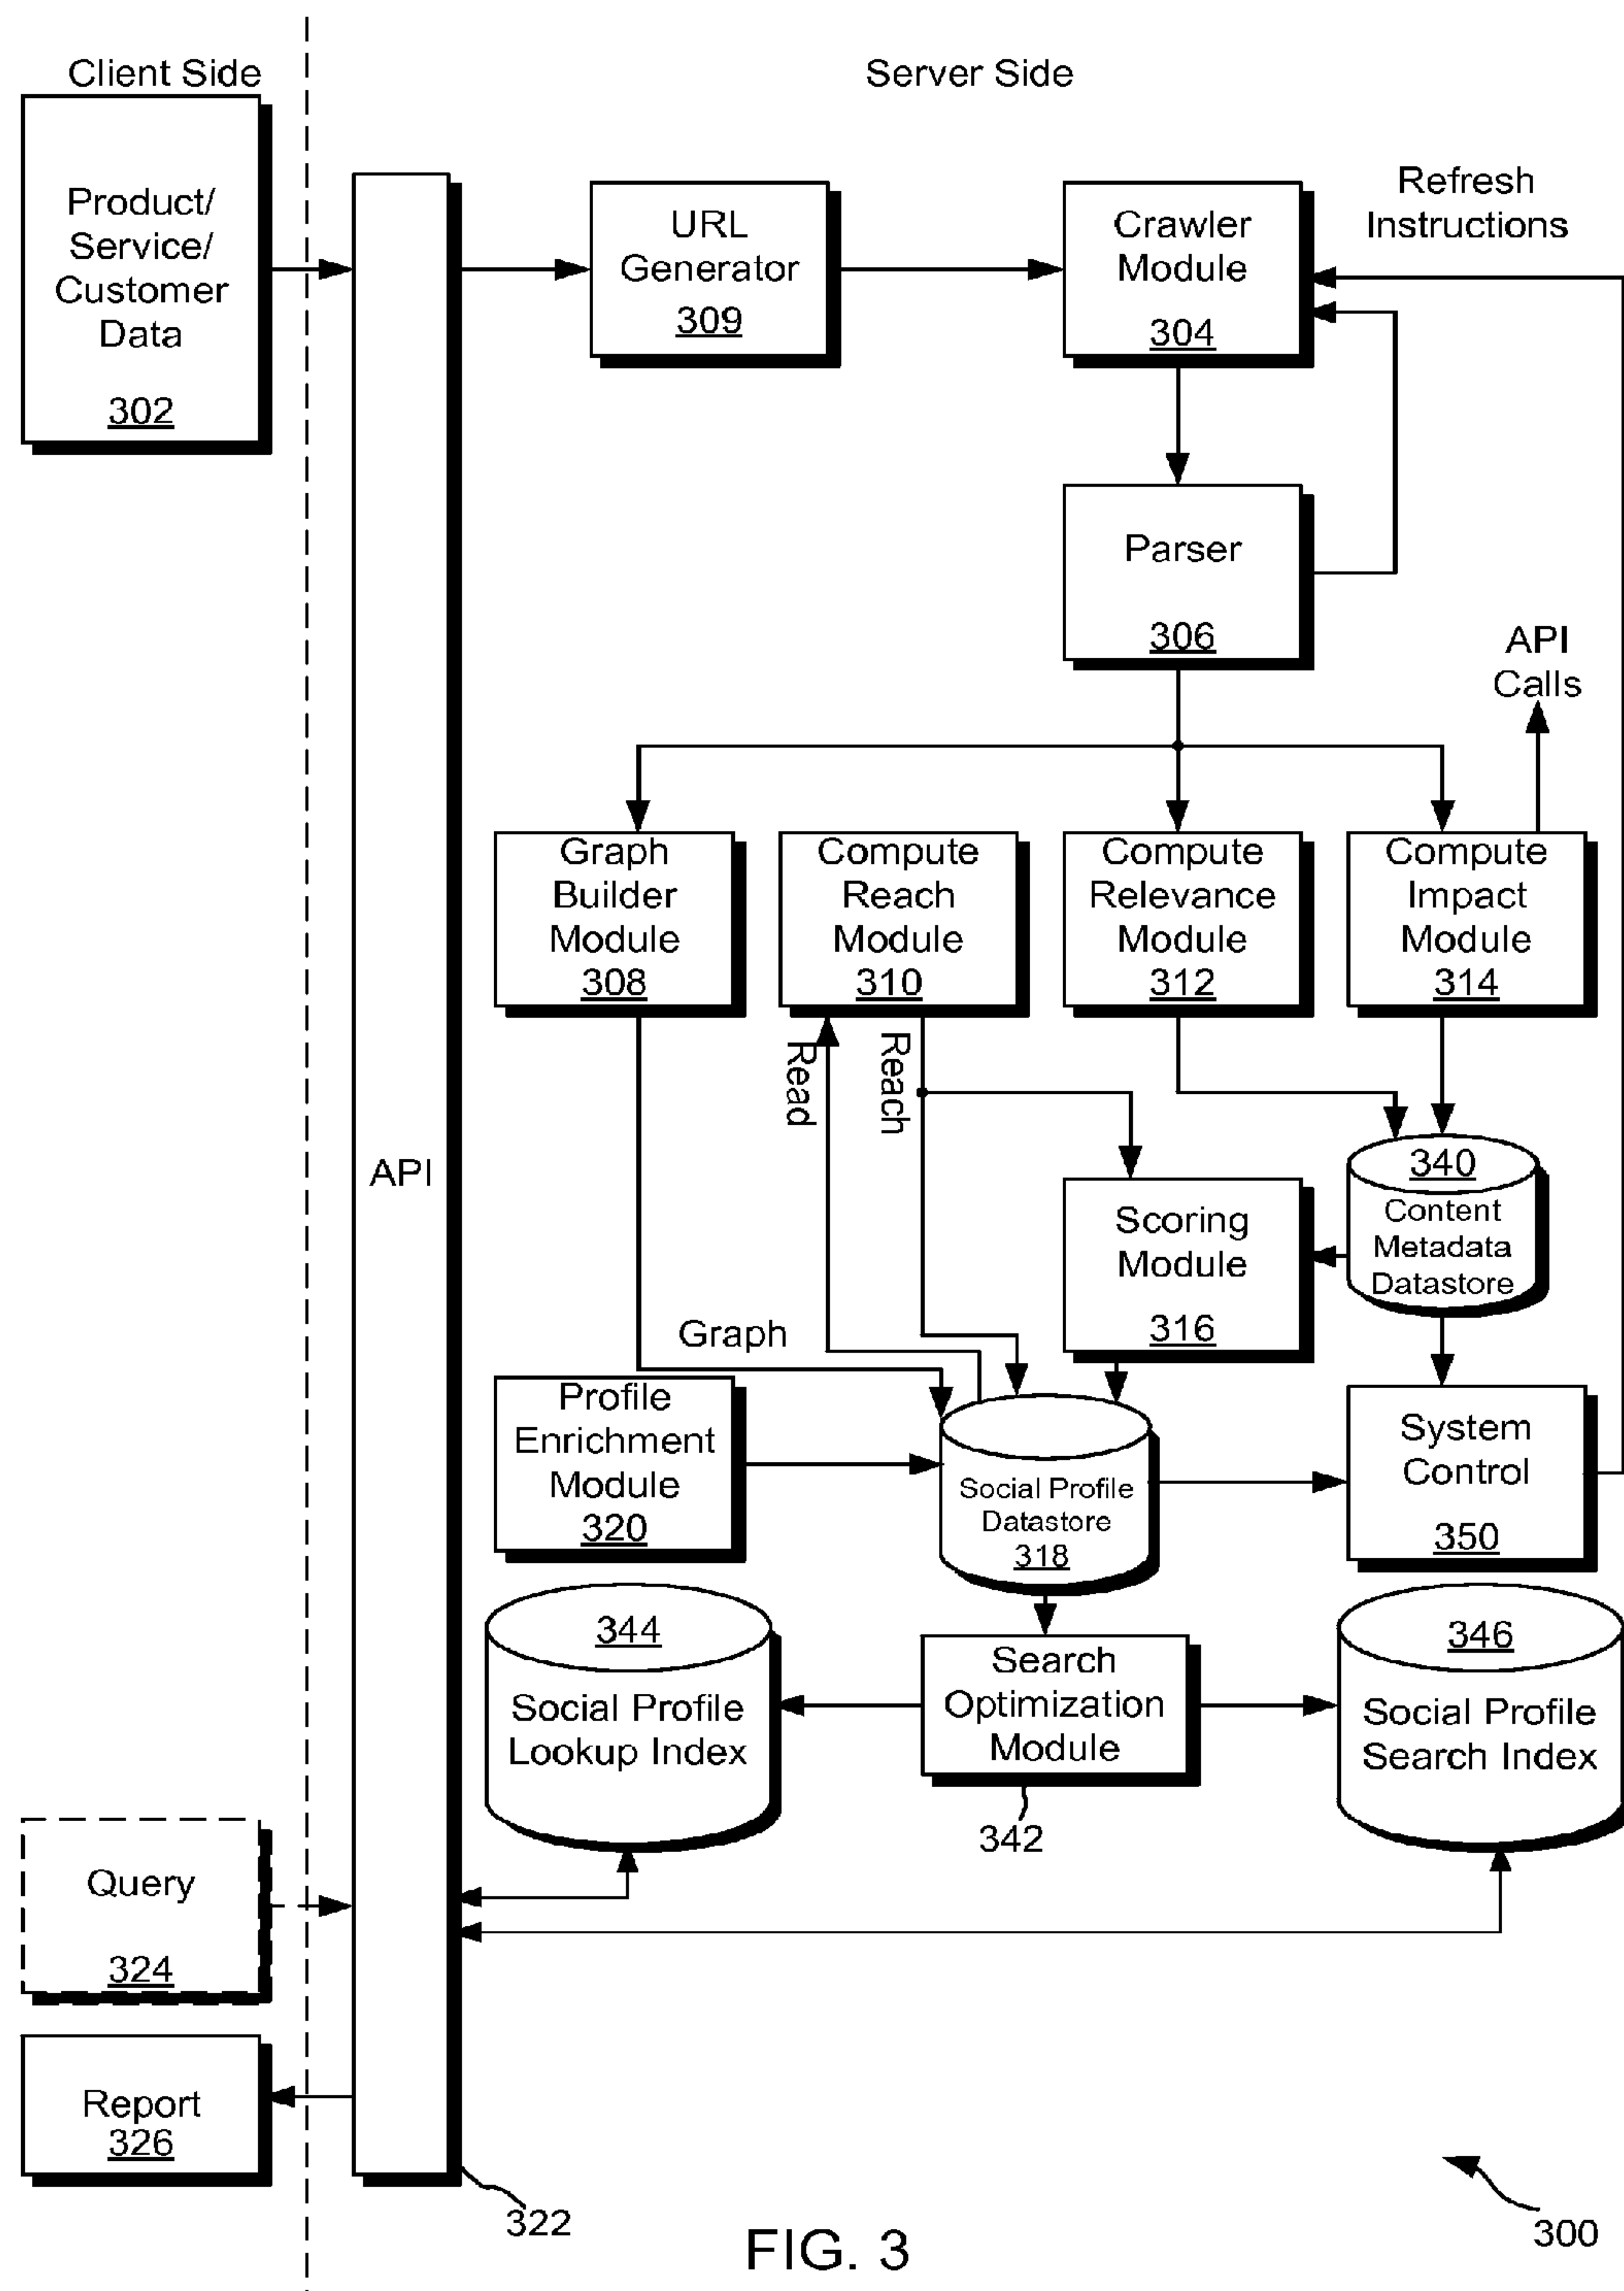 Client Side
Server Side
Product/
Service/
Customer
Data
302
URL
Generator
309
Crawler
Module
304
Refresh
Instructions
Parser
306
API
Calls
Graph
Builder
Module
308
Compute
Reach
Module
310
Compute
Relevance
Module
312
Compute
Impact
Module
314
Read
Reach
API
340
Content
Metadata
Datastore
Scoring
Module
316
Graph
Profile
Enrichment
Module
320
Social Profile
Datastore
318
System
Control
350
344
Social Profile
Lookup Index
Search
Optimization
Module
342
346
Social Profile
Search Index
Query
324
Report
326
322
300
FIG. 3